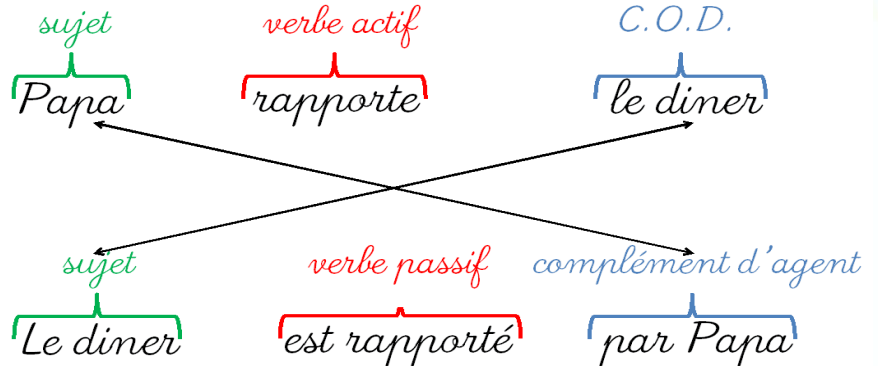 sujet verbe actif C.O.D.
Papa rapporte le diner
sujet verbe passif complément d'agent
Le diner est rapporté par Papa